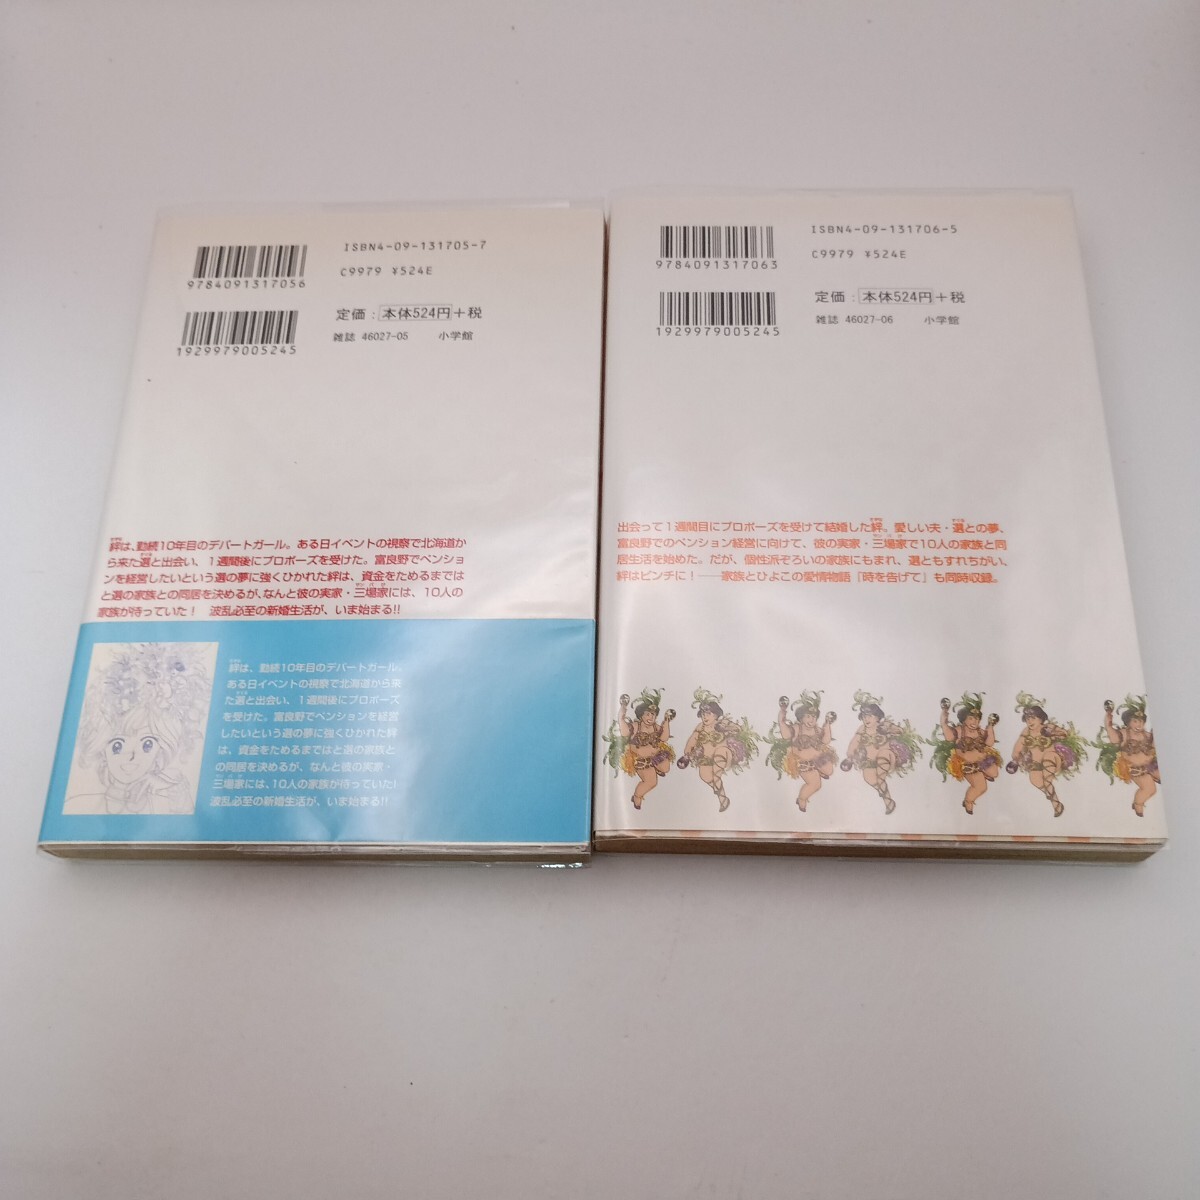 ISBN4-09-131705-7
9784091317056
C9979 ¥524E
定価：本体524円＋税
1929979005245
雑誌 46027-05 小学館
絆は、勤続10年目のデパートガール。ある日イベントの視察で北海道か
ら来た選と出会い、1週間後にプロポーズを受けた。富良野でペンショ
ンを経営したいという選の夢に強くひかれた絆は、資金をためるまでは
と選の家族との同居を決めるが、なんと彼の実家・三場家には、10人の
家族が待っていた！ 波乱必至の新婚生活が、いま始まる!!
絆は、勤続10年目のデパートガール。
ある日イベントの視察で北海道から来
た選と出会い、1週間後にプロポーズ
を受けた。富良野でペンションを経営
したいという選の夢に強くひかれた絆
は、資金をためるまではと選の家族と
の同居を決めるが、なんと彼の実家・
三場家には、10人の家族が待っていた!
波乱必至の新婚生活が、いま始まる!!
ISBN4-09-131706-5
9784091317063
C9979 ¥524E
定価：本体524円＋税
1929979005245
雑誌 46027-06 小学館
出会って1週間目にプロポーズを受けて結婚した絆。愛しい夫・選との夢、
富良野でのペンション経営に向けて、彼の実家・三場家で10人の家族と同
居生活を始めた。だが、個性派ぞろいの家族にもまれ、選ともすれちがい、
絆はピンチに！──家族とひよこの愛情物語『時を告げて』も同時収録。